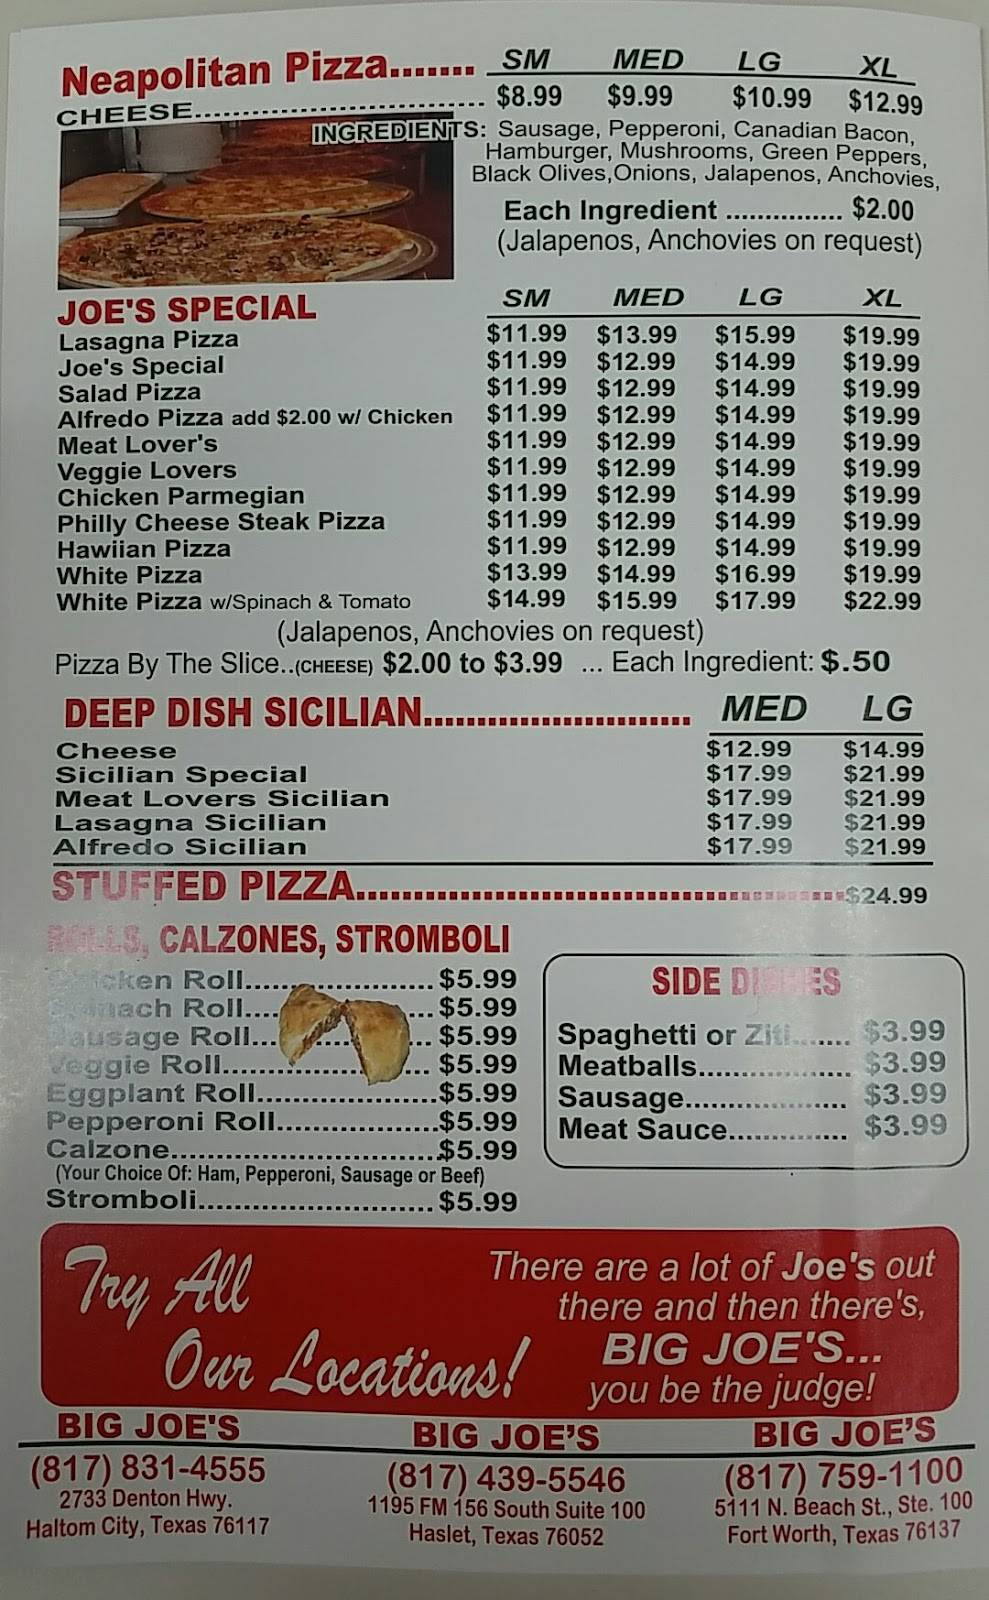 Neapolitan Pizza....... SM MED LG XL
CHEESE............................... $8.99 $9.99 $10.99 $12.99
INGREDIENTS: Sausage, Pepperoni, Canadian Bacon,
Hamburger, Mushrooms, Green Peppers,
Black Olives,Onions, Jalapenos, Anchovies,
Each Ingredient ............... $2.00
(Jalapenos, Anchovies on request)
JOE'S SPECIAL SM MED LG XL
Lasagna Pizza $11.99 $13.99 $15.99 $19.99
Joe's Special $11.99 $12.99 $14.99 $19.99
Salad Pizza $11.99 $12.99 $14.99 $19.99
Alfredo Pizza add $2.00 w/ Chicken $11.99 $12.99 $14.99 $19.99
Meat Lover's $11.99 $12.99 $14.99 $19.99
Veggie Lovers $11.99 $12.99 $14.99 $19.99
Chicken Parmegian $11.99 $12.99 $14.99 $19.99
Philly Cheese Steak Pizza $11.99 $12.99 $14.99 $19.99
Hawiian Pizza $11.99 $12.99 $14.99 $19.99
White Pizza $13.99 $14.99 $16.99 $19.99
White Pizza w/Spinach & Tomato $14.99 $15.99 $17.99 $22.99
(Jalapenos, Anchovies on request)
Pizza By The Slice..(CHEESE) $2.00 to $3.99 ... Each Ingredient: $.50
DEEP DISH SICILIAN......................... MED LG
Cheese $12.99 $14.99
Sicilian Special $17.99 $21.99
Meat Lovers Sicilian $17.99 $21.99
Lasagna Sicilian $17.99 $21.99
Alfredo Sicilian $17.99 $21.99
STUFFED PIZZA..............................................$24.99
ROLLS, CALZONES, STROMBOLI
Chicken Roll...................... $5.99
Spinach Roll....... $5.99
Sausage Roll..... $5.99
Veggie Roll........................ $5.99
Eggplant Roll.....................$5.99
Pepperoni Roll...................$5.99
Calzone...............................$5.99
(Your Choice Of: Ham, Pepperoni, Sausage or Beef)
Stromboli........................... $5.99
SIDE DISHES
Spaghetti or Ziti....... $3.99
Meatballs.................. $3.99
Sausage................... $3.99
Meat Sauce.............. $3.99
Try All
Our Locations!
There are a lot of Joe's out
there and then there's,
BIG JOE'S...
you be the judge!
BIG JOE'S
(817) 831-4555
2733 Denton Hwy.
Haltom City, Texas 76117
BIG JOE'S
(817) 439-5546
1195 FM 156 South Suite 100
Haslet, Texas 76052
BIG JOE'S
(817) 759-1100
5111 N. Beach St., Ste. 100
Fort Worth, Texas 76137